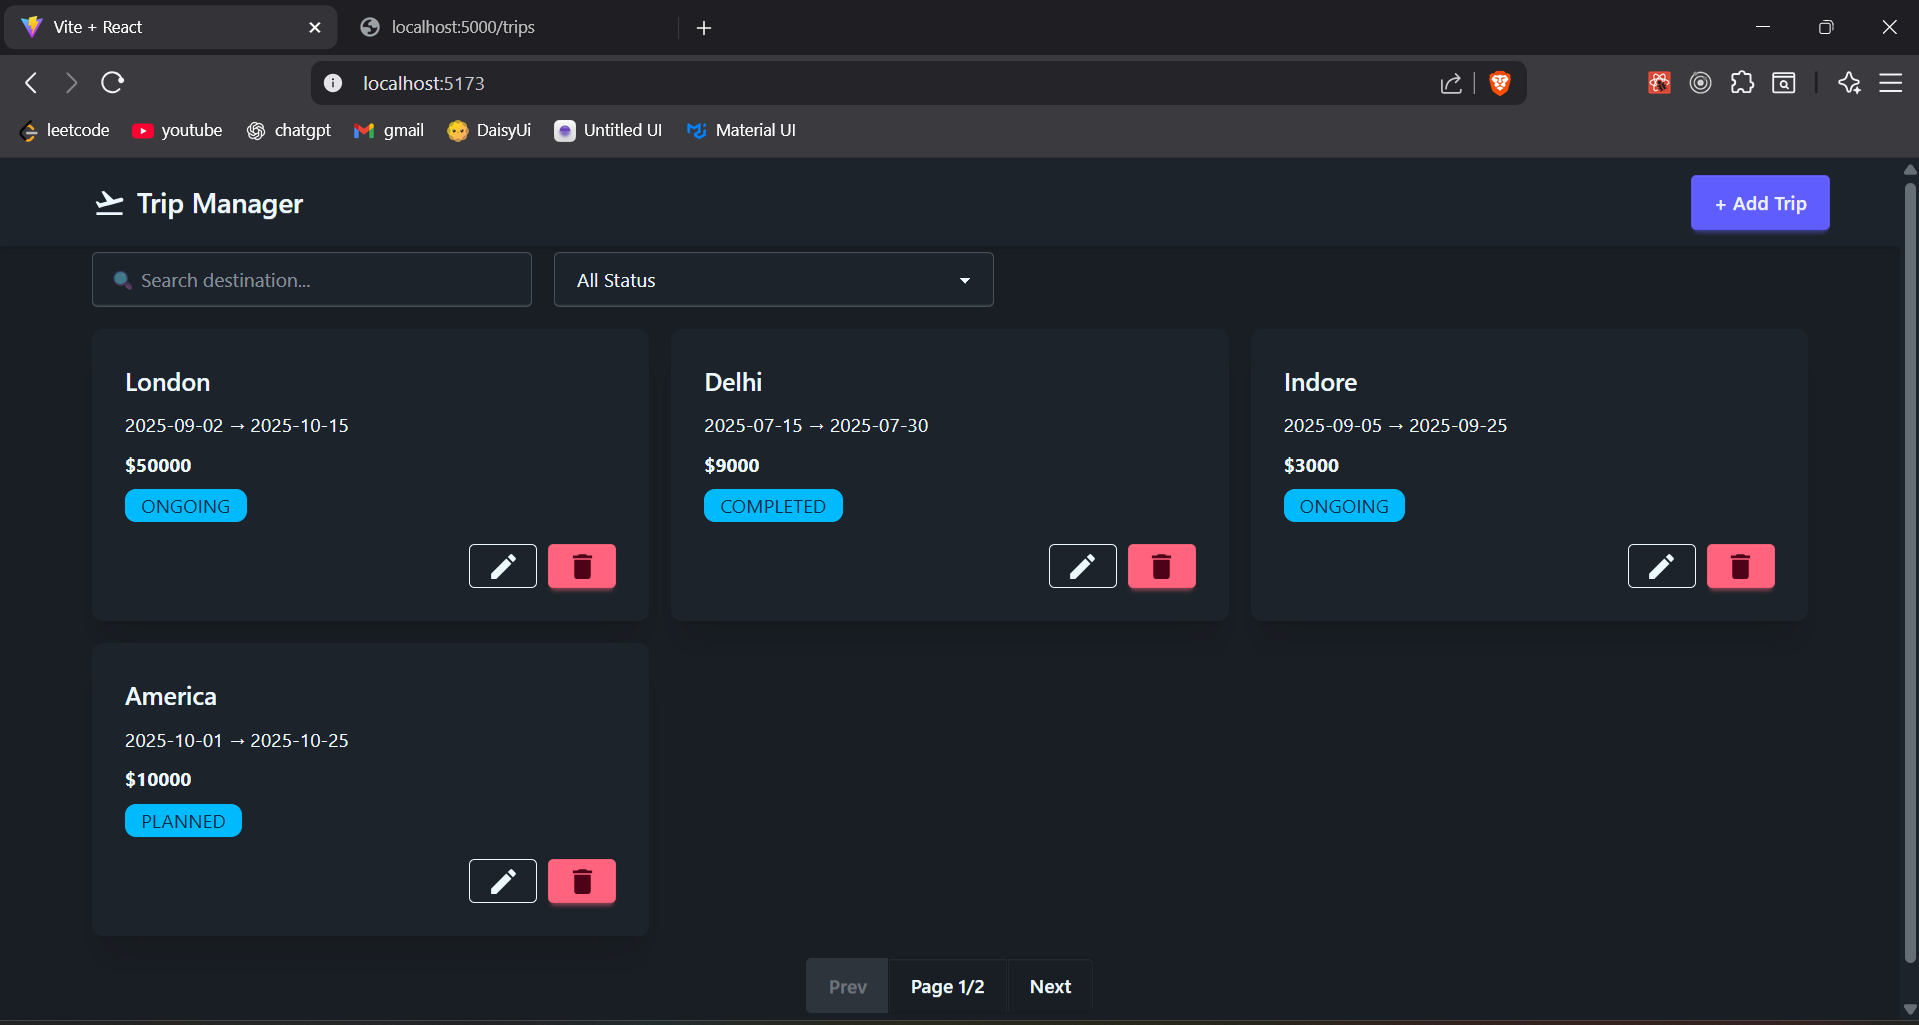 Vite + React
localhost:5000/trips
localhost:5173
leetcode youtube chatgpt gmail DaisyUi Untitled UI Material UI
Trip Manager
+ Add Trip
Search destination...
All Status
London
2025-09-02 → 2025-10-15
$50000
ONGOING
Delhi
2025-07-15 → 2025-07-30
$9000
COMPLETED
Indore
2025-09-05 → 2025-09-25
$3000
ONGOING
America
2025-10-01 → 2025-10-25
$10000
PLANNED
Prev Page 1/2 Next